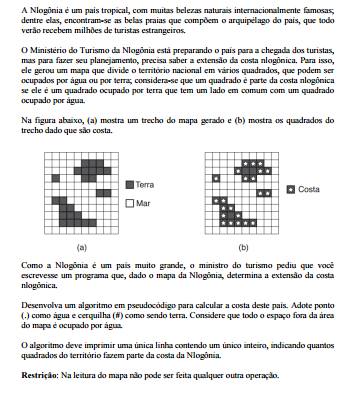 A Nlogônia é um país tropical, com muitas belezas naturais internacionalmente famosas;
dentre elas, encontram-se as belas praias que compõem o arquipélago do país, que todo
verão recebem milhões de turistas estrangeiros.
O Ministério do Turismo da Nlogônia está preparando o país para a chegada dos turistas,
mas para fazer seu planejamento, precisa saber a extensão da costa nlogônica. Para isso,
ele gerou um mapa que divide o território nacional em vários quadrados, que podem ser
ocupados por água ou por terra; considera-se que um quadrado é parte da costa nlogônica
se ele é um quadrado ocupado por terra que tem um lado em comum com um quadrado
ocupado por água.
Na figura abaixo, (a) mostra um trecho do mapa gerado e (b) mostra os quadrados do
trecho dado que são costa.
Terra
Mar
Costa
(a)
(b)
Como a Nlogônia é um país muito grande, o ministro do turismo pediu que você
escrevesse um programa que, dado o mapa da Nlogônia, determina a extensão da costa
nlogônica.
Desenvolva um algoritmo em pseudocódigo para calcular a costa deste país. Adote ponto
(.) como água e cerquilha (#) como sendo terra. Considere que todo o espaço fora da área
do mapa é ocupado por água.
O algoritmo deve imprimir uma única linha contendo um único inteiro, indicando quantos
quadrados do território fazem parte da costa da Nlogônia.
Restrição: Na leitura do mapa não pode ser feita qualquer outra operação.